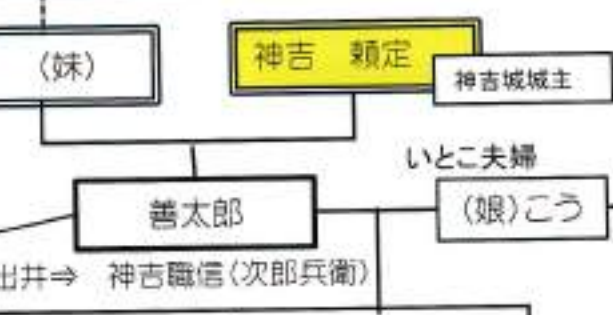 (妹)
神吉 頼定
神吉城城主
いとこ夫婦
善太郎
(娘)こう
出井⇒ 神吉職信(次郎兵衛)